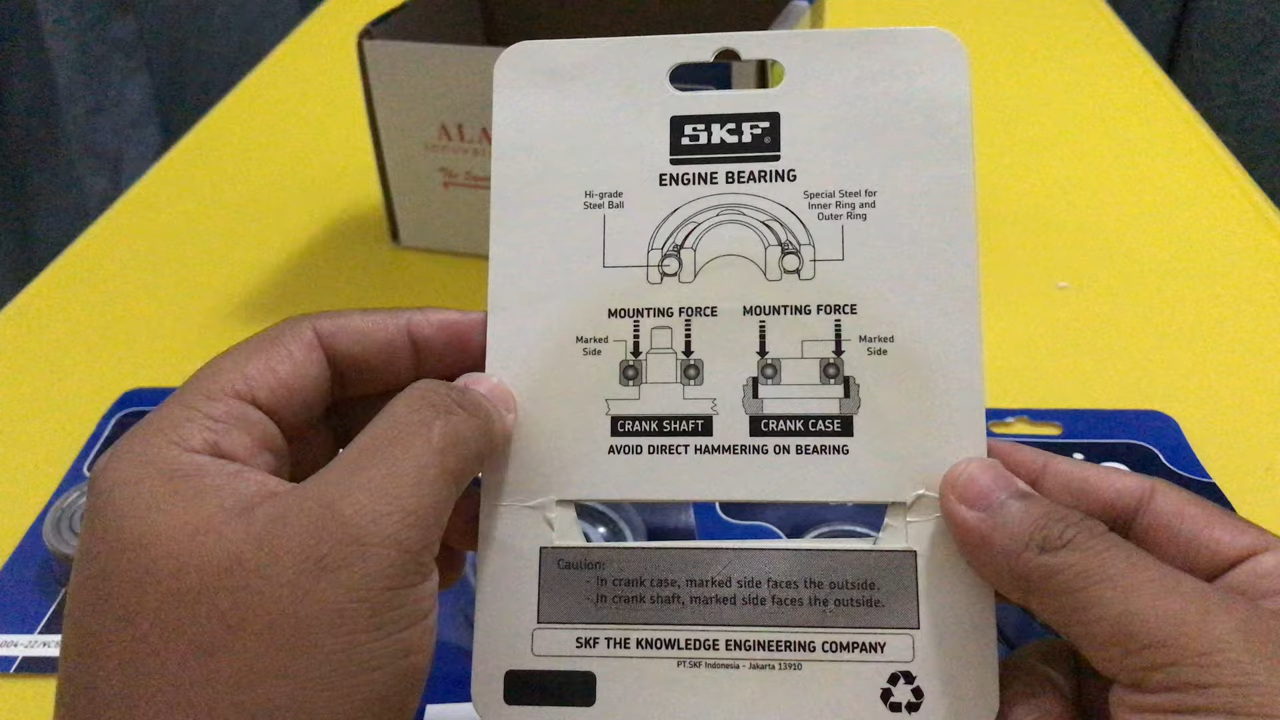 ALA
SKF
ENGINE BEARING
Hi-grade
Steel Ball
Special Steel for
Inner Ring and
Outer Ring
MOUNTING FORCE
MOUNTING FORCE
Marked
Side
Marked
Side
CRANK SHAFT
CRANK CASE
AVOID DIRECT HAMMERING ON BEARING
Caution:
- In crank case, marked side faces the outside.
- In crank shaft, marked side faces the outside.
SKF THE KNOWLEDGE ENGINEERING COMPANY
PT.SKF Indonesia - Jakarta 13910